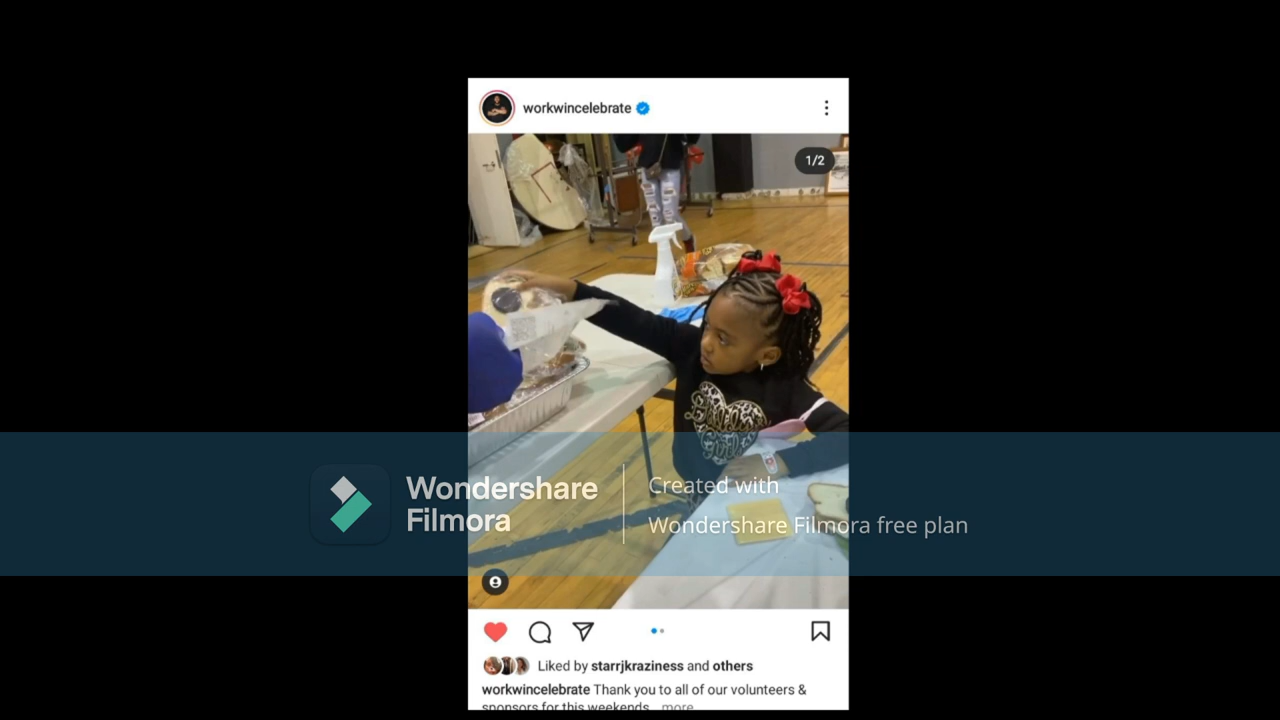 workwincelebrate
1/2
Wondershare
Filmora
Created with
Wondershare Filmora free plan
Liked by starrjkraziness and others
workwincelebrate Thank you to all of our volunteers &
sponsors for this weekends... more